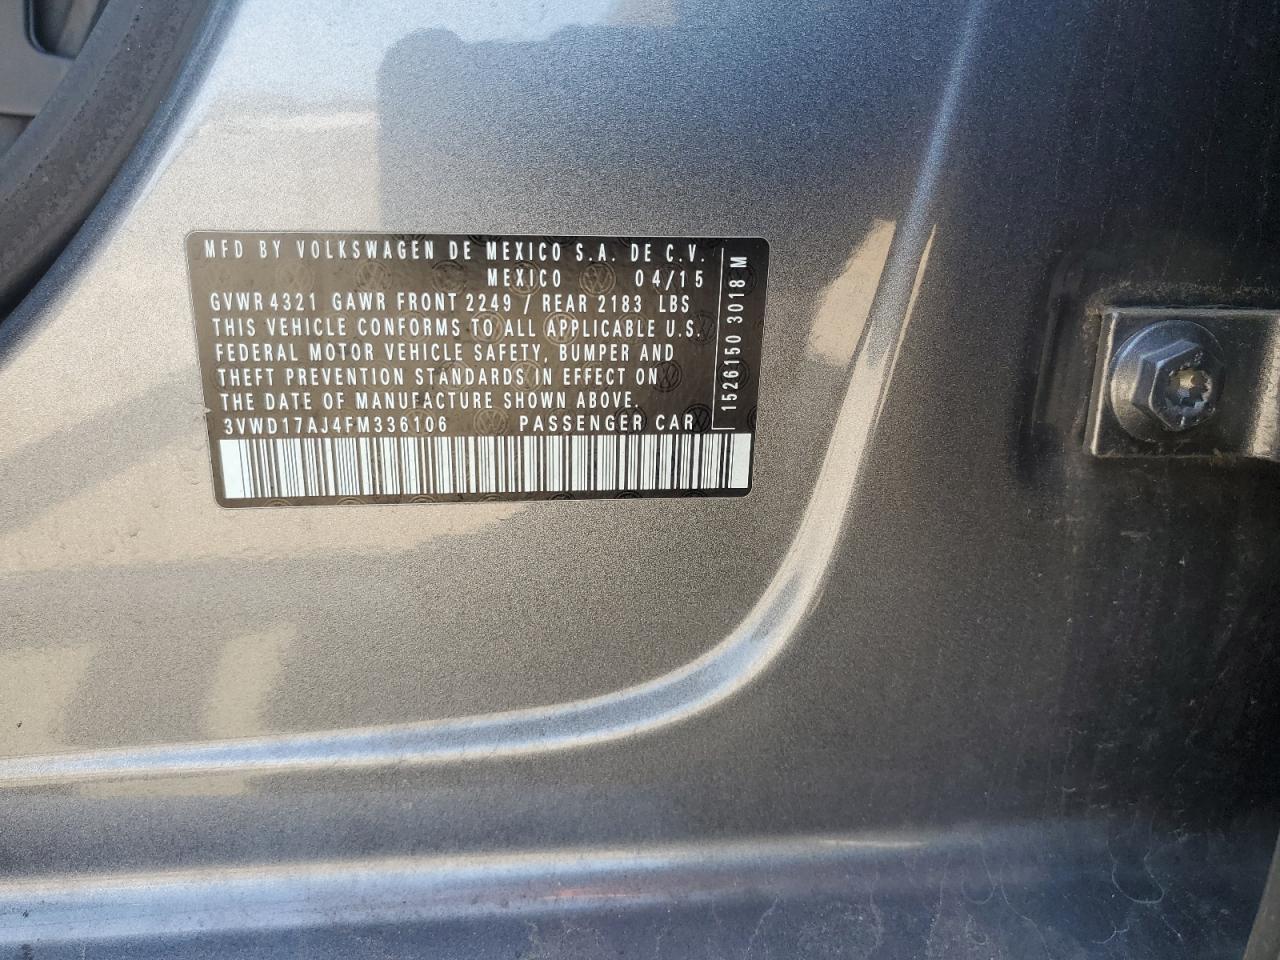 MFD BY VOLKSWAGEN DE MEXICO S.A. DE C.V.
MEXICO 04/15
GVWR 4321 GAWR FRONT 2249 / REAR 2183 LBS
THIS VEHICLE CONFORMS TO ALL APPLICABLE U.S.
FEDERAL MOTOR VEHICLE SAFETY, BUMPER AND
THEFT PREVENTION STANDARDS IN EFFECT ON
THE DATE OF MANUFACTURE SHOWN ABOVE.
3VWD17AJ4FM336106 PASSENGER CAR
1526150 3018 M